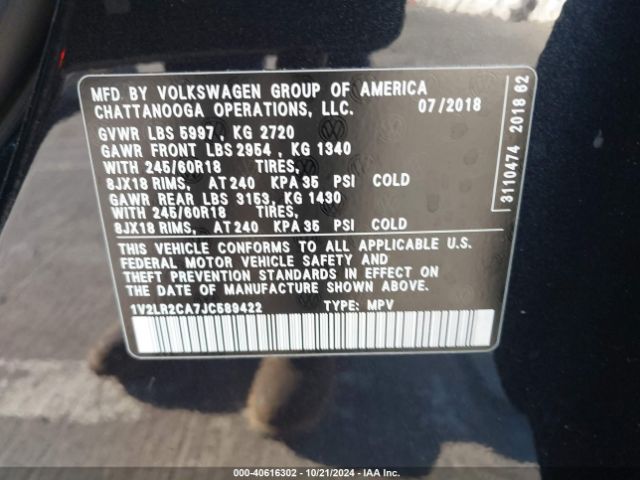 MFD BY VOLKSWAGEN GROUP OF AMERICA
CHATTANOOGA OPERATIONS, LLC. 07/2018
GVWR LBS 5997, KG 2720
GAWR FRONT LBS 2954, KG 1340
WITH 245/60R18 TIRES,
8JX18 RIMS, AT 240 KPA 35 PSI COLD
GAWR REAR LBS 3153, KG 1430
WITH 245/60R18 TIRES,
8JX18 RIMS, AT 240 KPA 35 PSI COLD
THIS VEHICLE CONFORMS TO ALL APPLICABLE U.S.
FEDERAL MOTOR VEHICLE SAFETY AND
THEFT PREVENTION STANDARDS IN EFFECT ON
THE DATE OF MANUFACTURE SHOWN ABOVE.
1V2LR2CA7JC589422 TYPE: MPV
3110474 2018 62
000-40616302 - 10/21/2024 - IAA Inc.